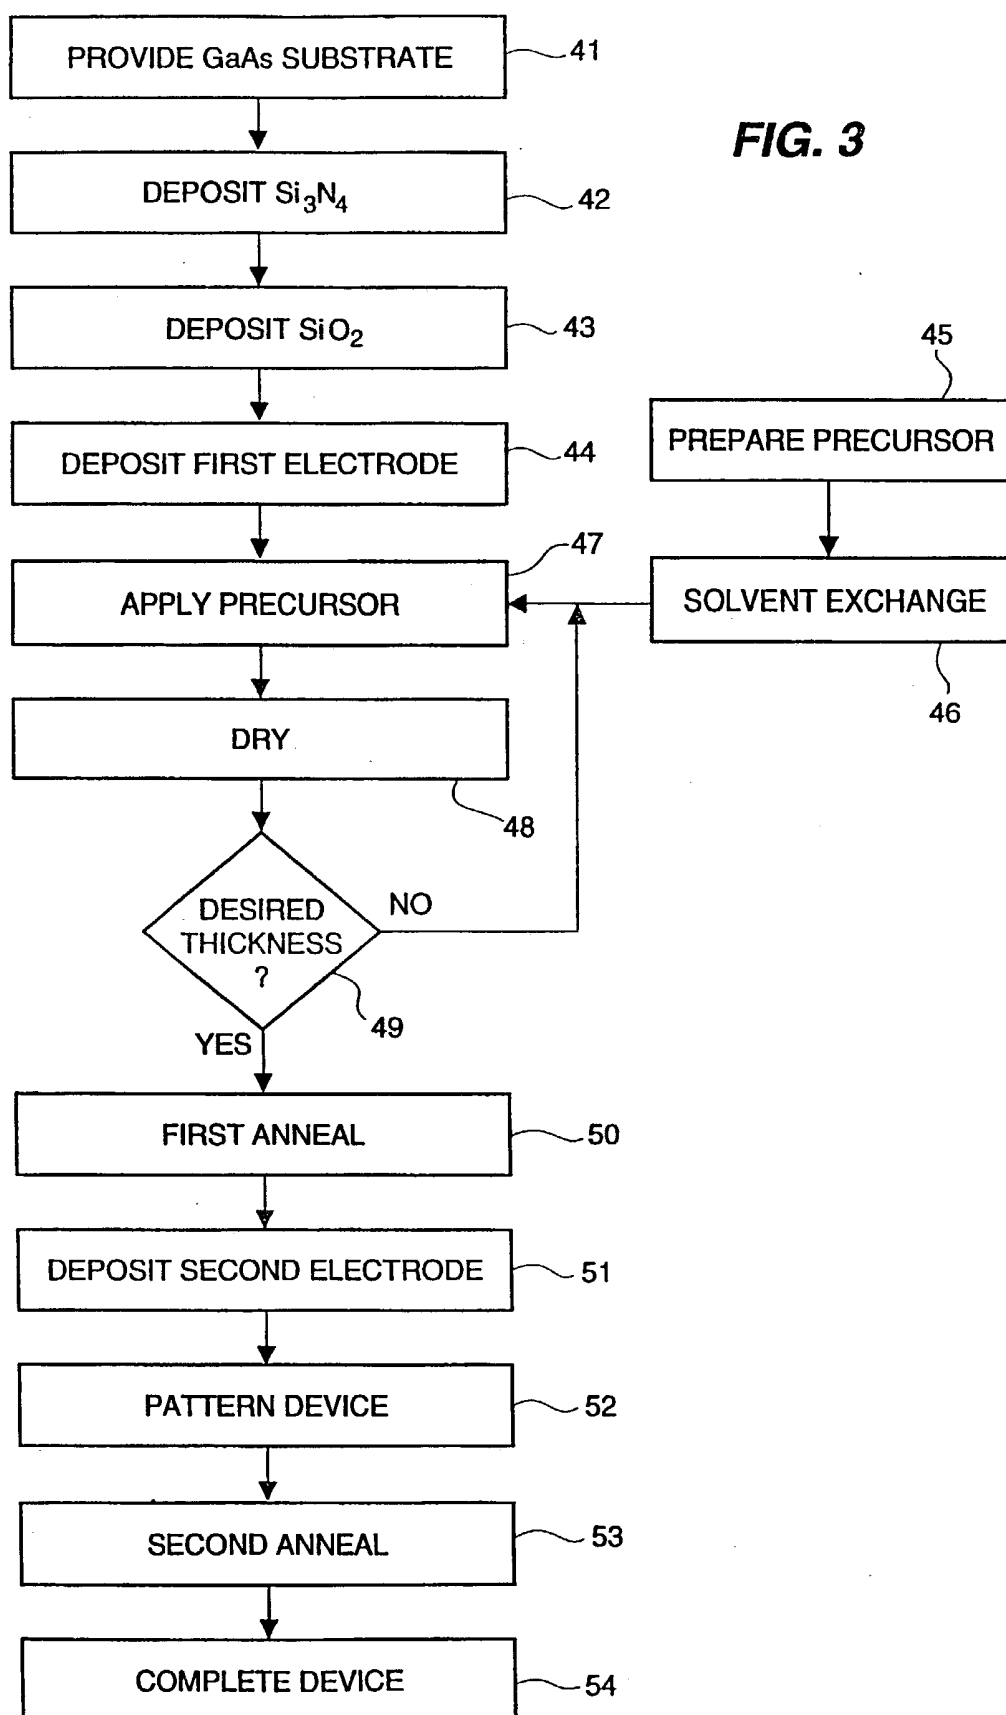 PROVIDE GaAs SUBSTRATE
41
FIG. 3
DEPOSIT Si3N4
42
DEPOSIT SiO2
43
45
PREPARE PRECURSOR
DEPOSIT FIRST ELECTRODE
44
47
APPLY PRECURSOR
SOLVENT EXCHANGE
46
DRY
48
DESIRED
THICKNESS
?
NO
49
YES
FIRST ANNEAL
50
DEPOSIT SECOND ELECTRODE
51
PATTERN DEVICE
52
SECOND ANNEAL
53
COMPLETE DEVICE
54